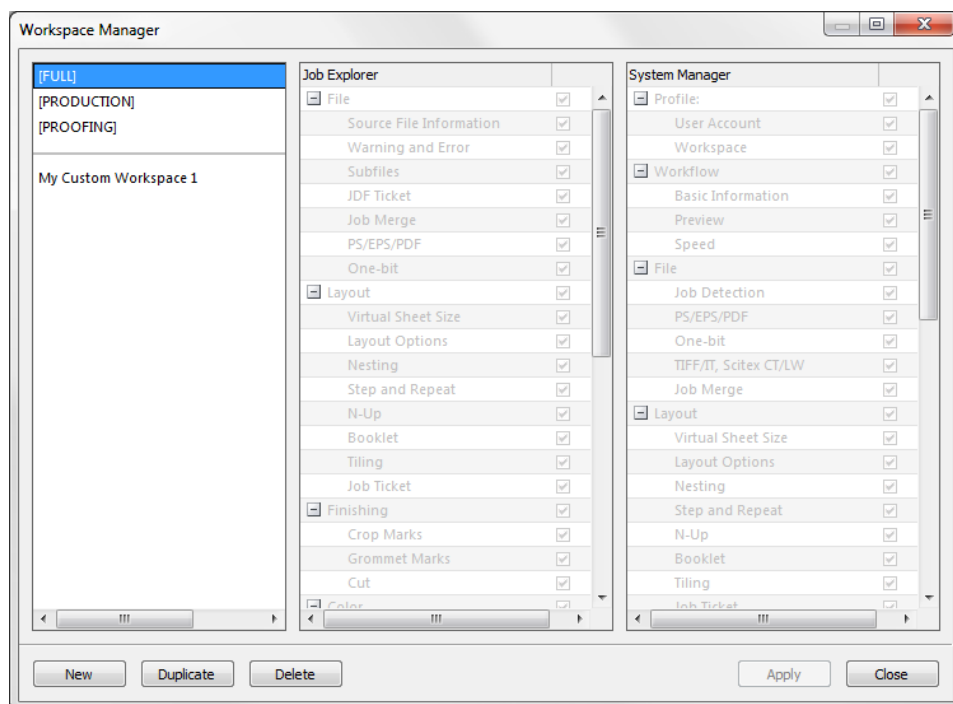 Workspace Manager
[FULL]
[PRODUCTION]
[PROOFING]
My Custom Workspace 1
Job Explorer
File
Source File Information
Warning and Error
Subfiles
JDF Ticket
Job Merge
PS/EPS/PDF
One-bit
Layout
Virtual Sheet Size
Layout Options
Nesting
Step and Repeat
N-Up
Booklet
Tiling
Job Ticket
Finishing
Crop Marks
Grommet Marks
Cut
Color
System Manager
Profile:
User Account
Workspace
Workflow
Basic Information
Preview
Speed
File
Job Detection
PS/EPS/PDF
One-bit
TIFF/IT, Scitex CT/LW
Job Merge
Layout
Virtual Sheet Size
Layout Options
Nesting
Step and Repeat
N-Up
Booklet
Tiling
Job Ticket
New
Duplicate
Delete
Apply
Close